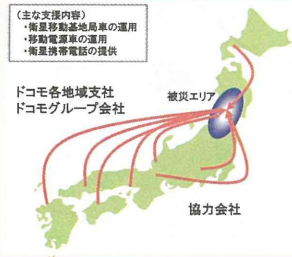 （主な支援内容）
・衛星移動基地局車の運用
・移動電源車の運用
・衛星携帯電話の提供
ドコモ各地域支社
ドコモグループ会社
被災エリア
協力会社